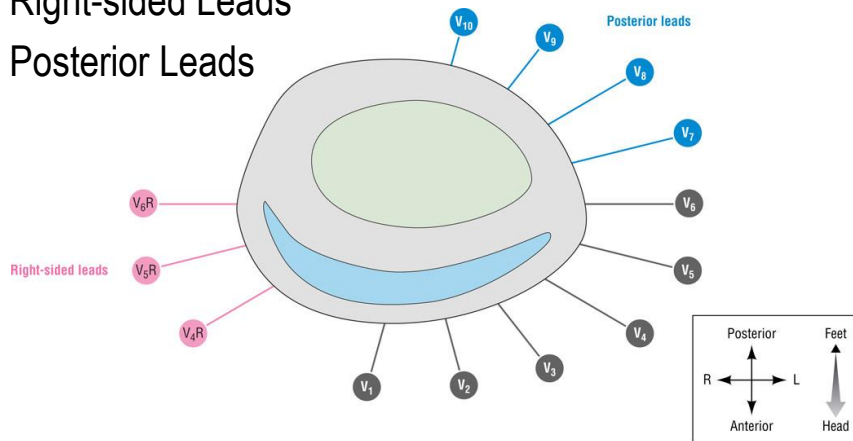 Right-sided Leads
Posterior Leads
V₁₀
Posterior leads
V₉
V₈
V₇
V₆R
V₆
Right-sided leads
V₅R
V₅
V₄R
V₄
V₃
V₁
V₂
Posterior
Feet
R
L
Anterior
Head